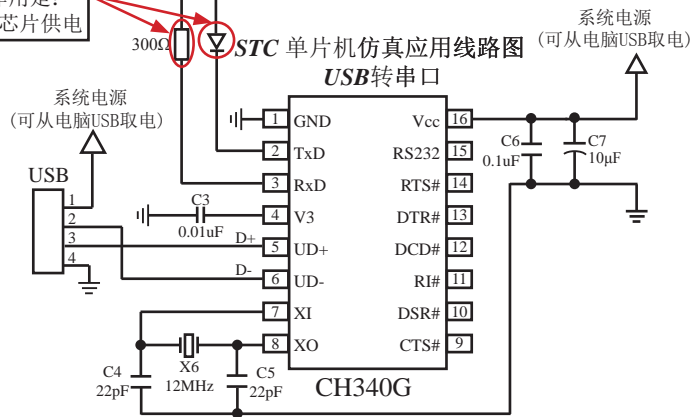 芯片供电
300Ω
STC 单片机仿真应用线路图
USB转串口
系统电源
(可从电脑USB取电)
系统电源
(可从电脑USB取电)
USB
1
2
3
4
C3
0.01uF
D+
D-
1 GND
2 TxD
3 RxD
4 V3
5 UD+
6 UD-
7 XI
8 XO
Vcc 16
RS232 15
RTS# 14
DTR# 13
DCD# 12
RI# 11
DSR# 10
CTS# 9
C6
0.1uF
C7
10μF
C4
22pF
X6
12MHz
C5
22pF
CH340G